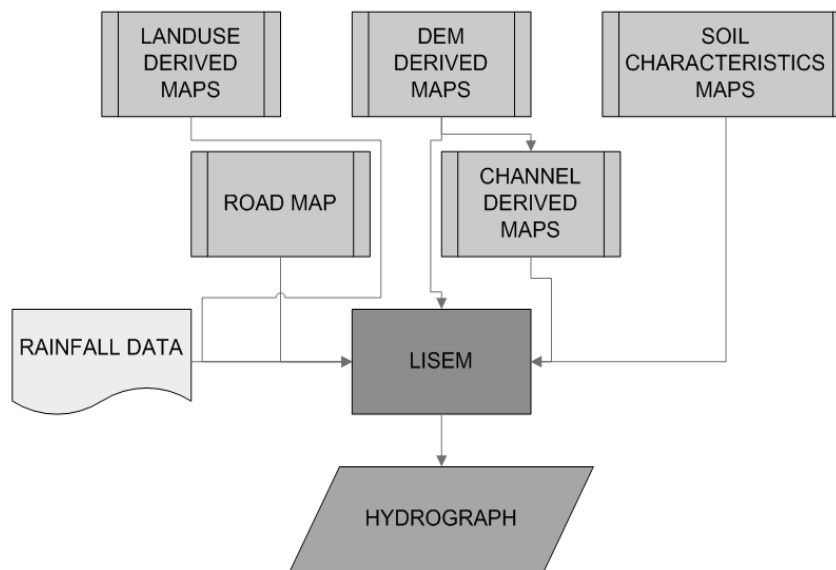 LANDUSE
DERIVED
MAPS
DEM
DERIVED
MAPS
SOIL
CHARACTERISTICS
MAPS
ROAD MAP
CHANNEL
DERIVED
MAPS
RAINFALL DATA
LISEM
HYDROGRAPH